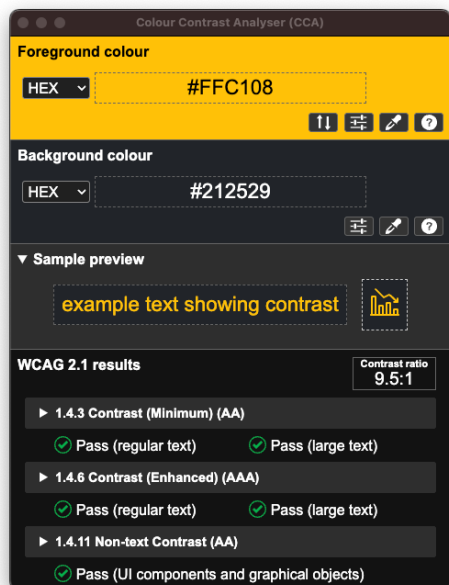 Colour Contrast Analyser (CCA)
Foreground colour
HEX
#FFC108
Background colour
HEX
#212529
▼ Sample preview
example text showing contrast
WCAG 2.1 results
Contrast ratio
9.5:1
► 1.4.3 Contrast (Minimum) (AA)
Pass (regular text) Pass (large text)
► 1.4.6 Contrast (Enhanced) (AAA)
Pass (regular text) Pass (large text)
► 1.4.11 Non-text Contrast (AA)
Pass (UI components and graphical objects)